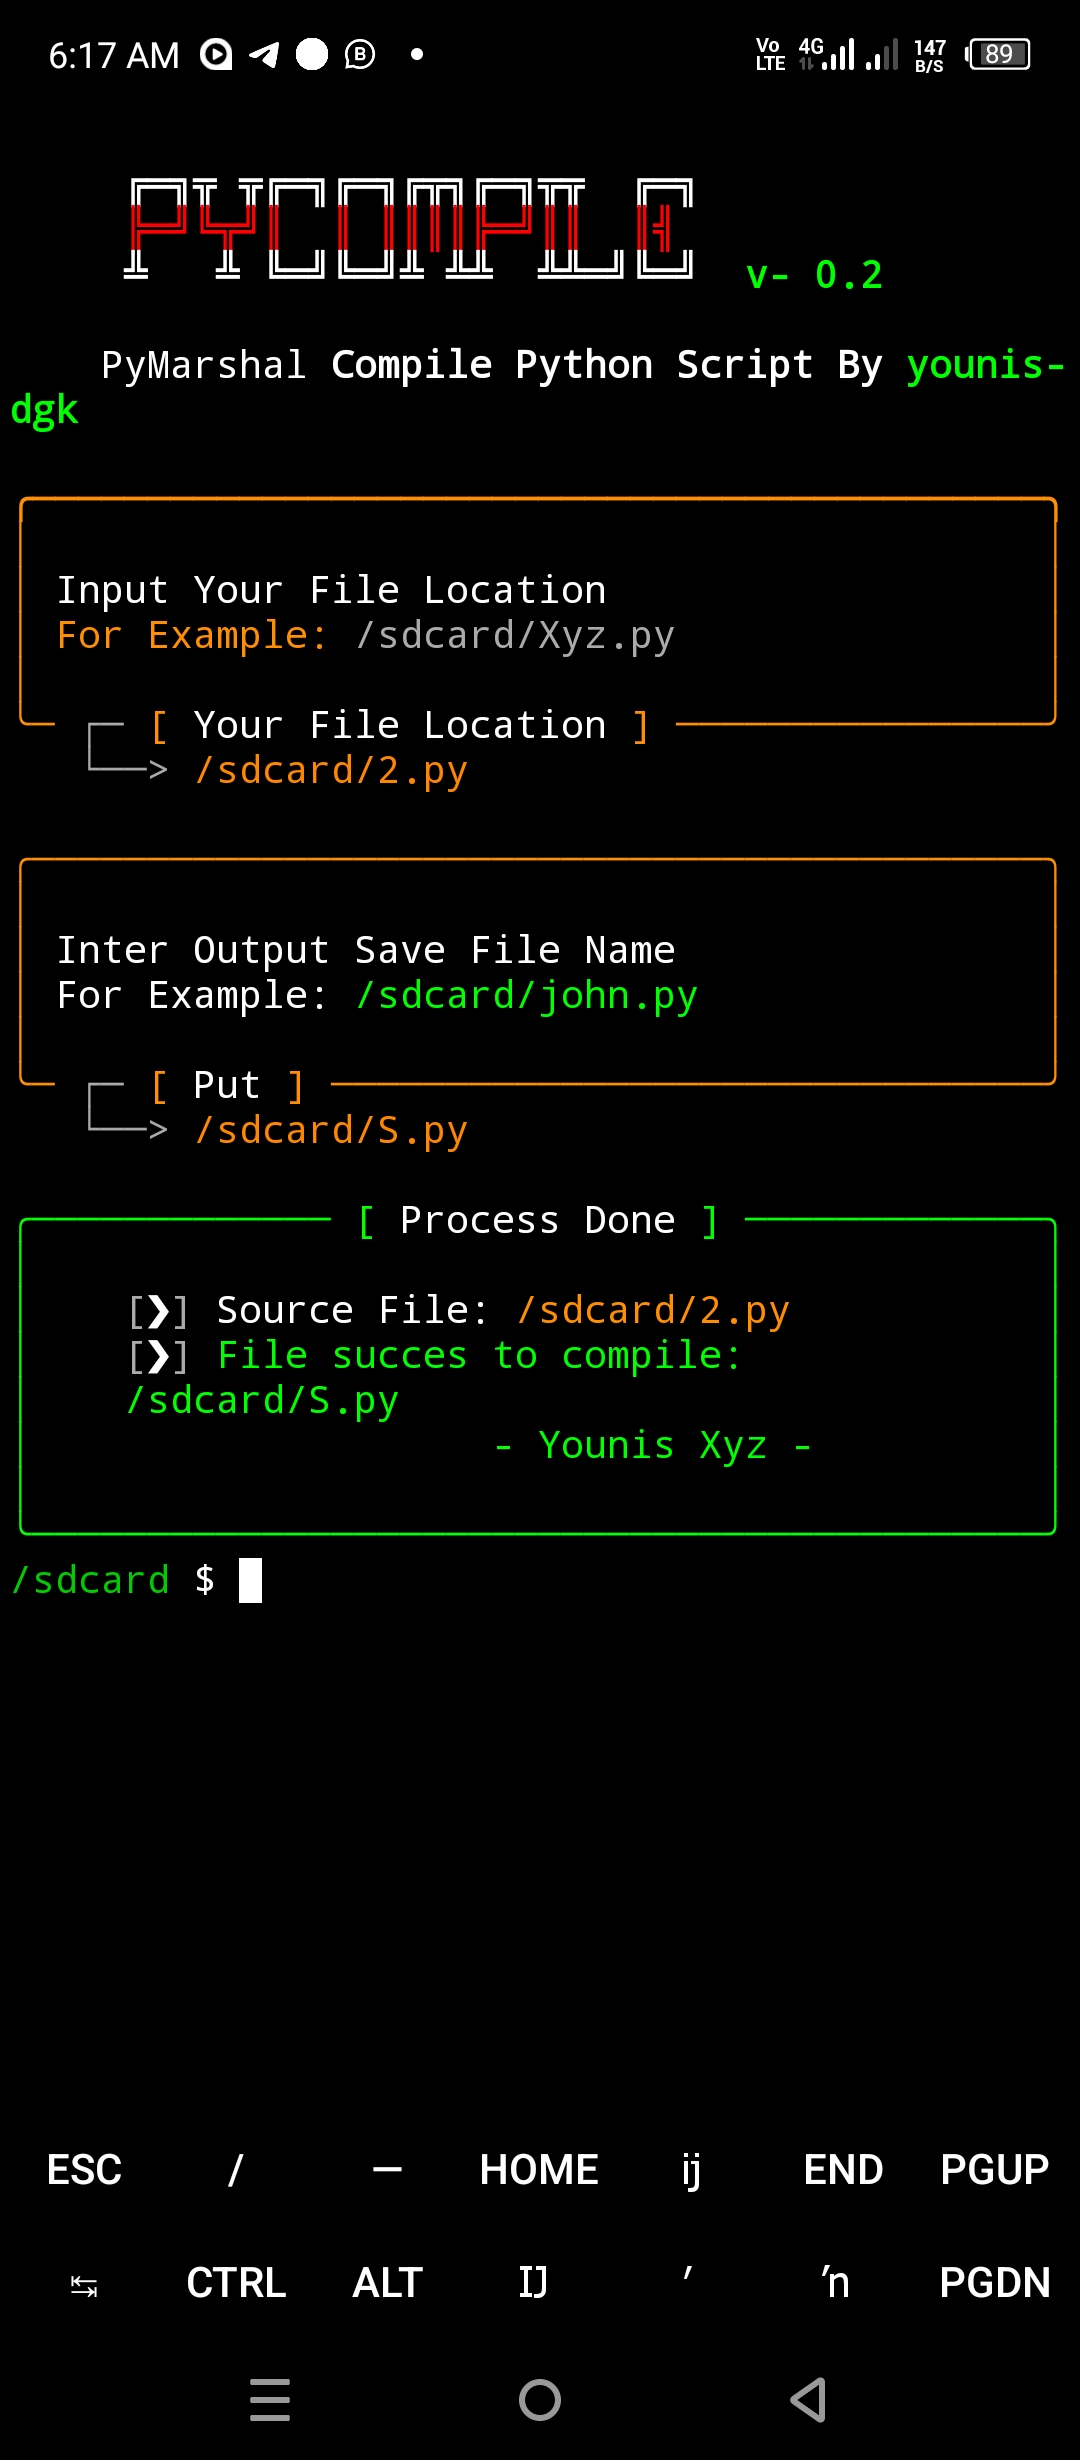 6:17 AM B Vo LTE 4G 147 B/S 89
PYCOMPILE
v- 0.2
PyMarshal Compile Python Script By younis-
dgk
Input Your File Location
For Example: /sdcard/Xyz.py
[ Your File Location ]
> /sdcard/2.py
Inter Output Save File Name
For Example: /sdcard/john.py
[ Put ]
> /sdcard/S.py
[ Process Done ]
[❯] Source File: /sdcard/2.py
[❯] File succes to compile:
/sdcard/S.py
- Younis Xyz -
/sdcard $
ESC / — HOME ij END PGUP
↹ CTRL ALT IJ ′ ŉ PGDN